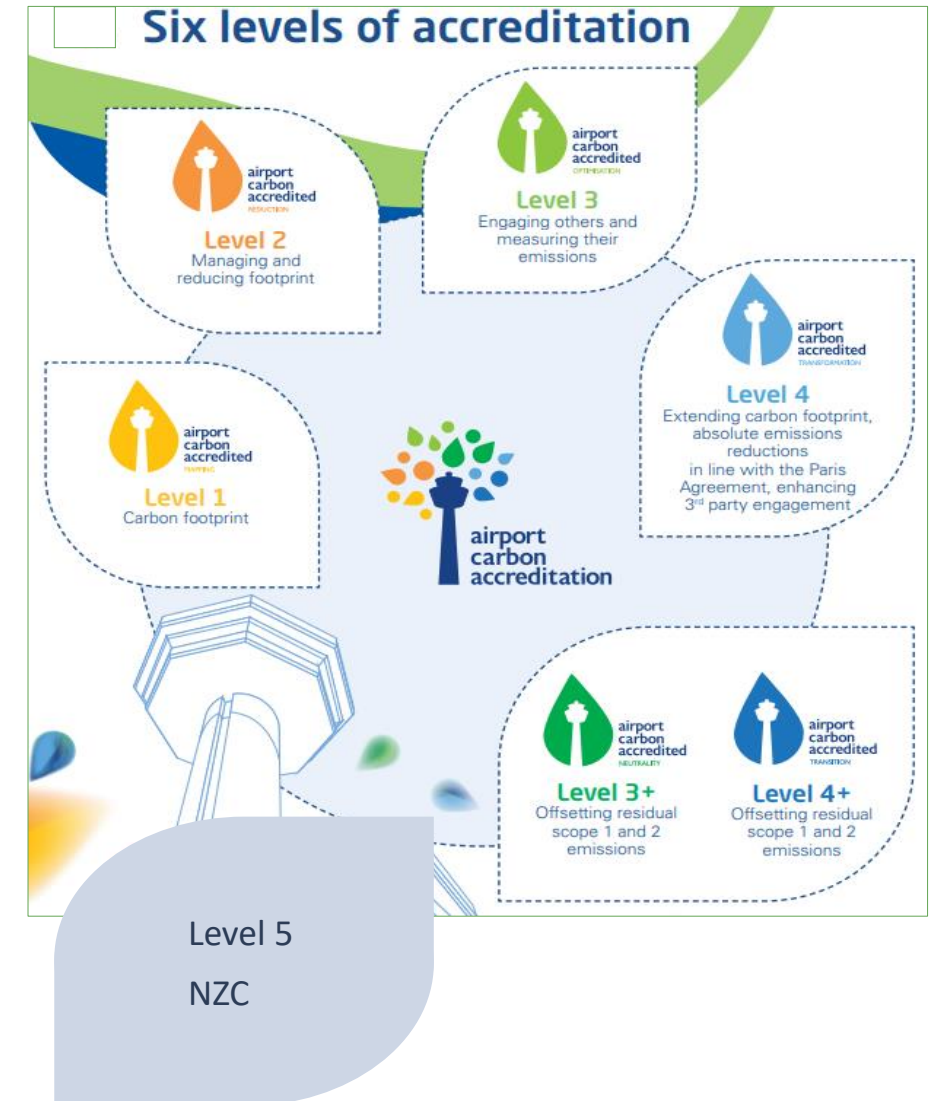 Six levels of accreditation
airport
carbon
accredited
REDUCTION
Level 2
Managing and
reducing footprint
airport
carbon
accredited
OPTIMISATION
Level 3
Engaging others and
measuring their
emissions
airport
carbon
accredited
TRANSFORMATION
Level 4
Extending carbon footprint,
absolute emissions
reductions
in line with the Paris
Agreement, enhancing
3rd party engagement
airport
carbon
accredited
MAPPING
Level 1
Carbon footprint
airport
carbon
accreditation
airport
carbon
accredited
NEUTRALITY
Level 3+
Offsetting residual
scope 1 and 2
emissions
airport
carbon
accredited
TRANSITION
Level 4+
Offsetting residual
scope 1 and 2
emissions
Level 5
NZC